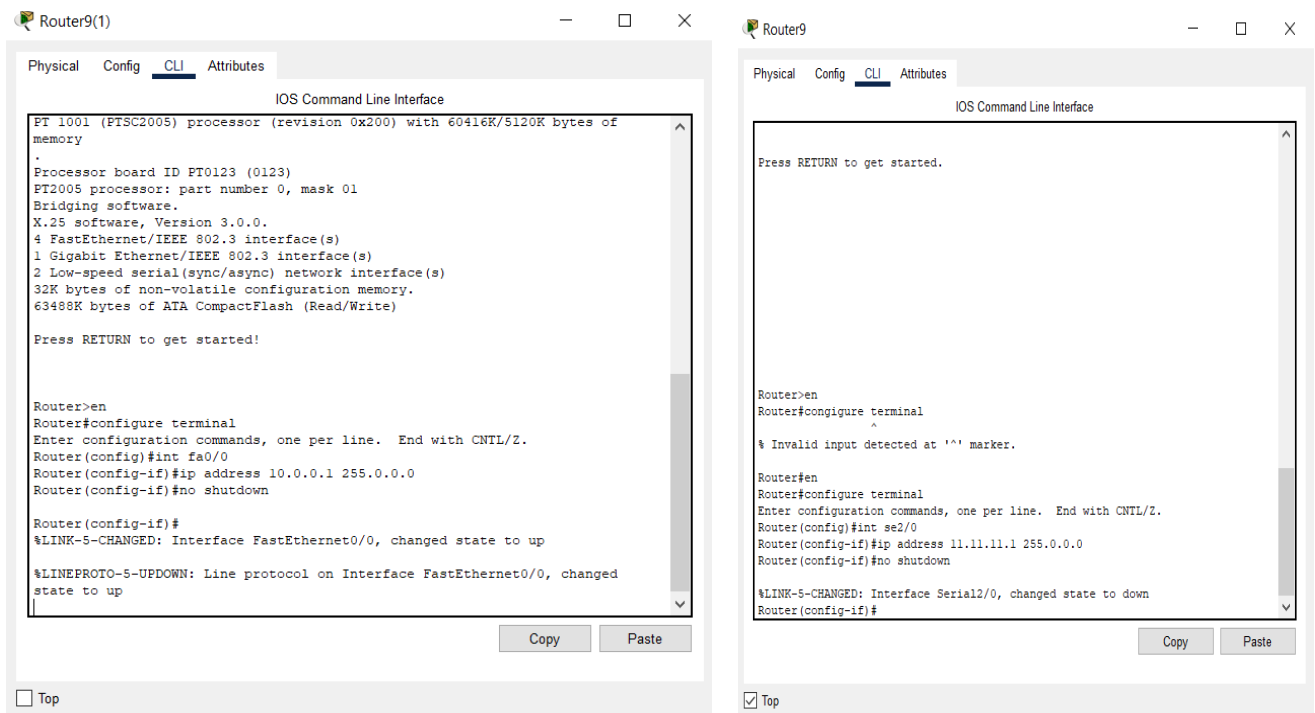 Router9(1)
Physical Config CLI Attributes
IOS Command Line Interface
PT 1001 (PTSC2005) processor (revision 0x200) with 60416K/5120K bytes of
memory
.
Processor board ID PT0123 (0123)
PT2005 processor: part number 0, mask 01
Bridging software.
X.25 software, Version 3.0.0.
4 FastEthernet/IEEE 802.3 interface(s)
1 Gigabit Ethernet/IEEE 802.3 interface(s)
2 Low-speed serial(sync/async) network interface(s)
32K bytes of non-volatile configuration memory.
63488K bytes of ATA CompactFlash (Read/Write)
Press RETURN to get started!
Router>en
Router#configure terminal
Enter configuration commands, one per line.  End with CNTL/Z.
Router(config)#int fa0/0
Router(config-if)#ip address 10.0.0.1 255.0.0.0
Router(config-if)#no shutdown
Router(config-if)#
%LINK-5-CHANGED: Interface FastEthernet0/0, changed state to up
%LINEPROTO-5-UPDOWN: Line protocol on Interface FastEthernet0/0, changed
state to up
Copy Paste
Top
Router9
Physical Config CLI Attributes
IOS Command Line Interface
Press RETURN to get started.
Router>en
Router#congigure terminal
^
% Invalid input detected at '^' marker.
Router#en
Router#configure terminal
Enter configuration commands, one per line.  End with CNTL/Z.
Router(config)#int se2/0
Router(config-if)#ip address 11.11.11.1 255.0.0.0
Router(config-if)#no shutdown
%LINK-5-CHANGED: Interface Serial2/0, changed state to down
Router(config-if)#
Copy Paste
Top